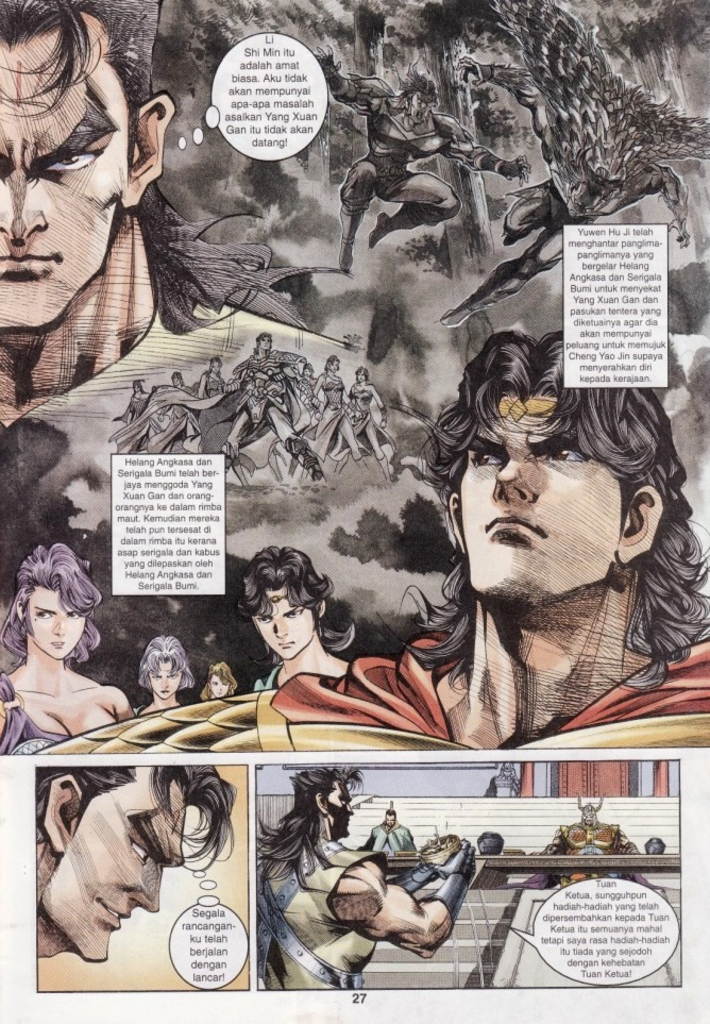 Li
Shi Min itu
adalah amat
biasa. Aku tidak
akan mempunyai
apa-apa masalah
asalkan Yang Xuan
Gan itu tidak akan
datang!
Yuwen Hu Ji telah
menghantar panglima-
panglimanya yang
bergelar Helang
Angkasa dan Serigala
Bumi untuk menyekat
Yang Xuan Gan dan
pasukan tentera yang
diketuainya agar dia
akan mempunyai
peluang untuk memujuk
Cheng Yao Jin supaya
menyerahkan diri
kepada kerajaan.
Helang Angkasa dan
Serigala Bumi telah ber-
jaya menggoda Yang
Xuan Gan dan orang-
orangnya ke dalam rimba
maut. Kemudian mereka
telah pun tersesat di
dalam rimba itu kerana
asap serigala dan kabus
yang dilepaskan oleh
Helang Angkasa dan
Serigala Bumi.
Segala
rancangan-
ku telah
berjalan
dengan
lancar!
Tuan
Ketua, sungguhpun
hadiah-hadiah yang telah
dipersembahkan kepada Tuan
Ketua itu semuanya mahal
tetapi saya rasa hadiah-hadiah
itu tiada yang sejodoh
dengan kehebatan
Tuan Ketua!
27